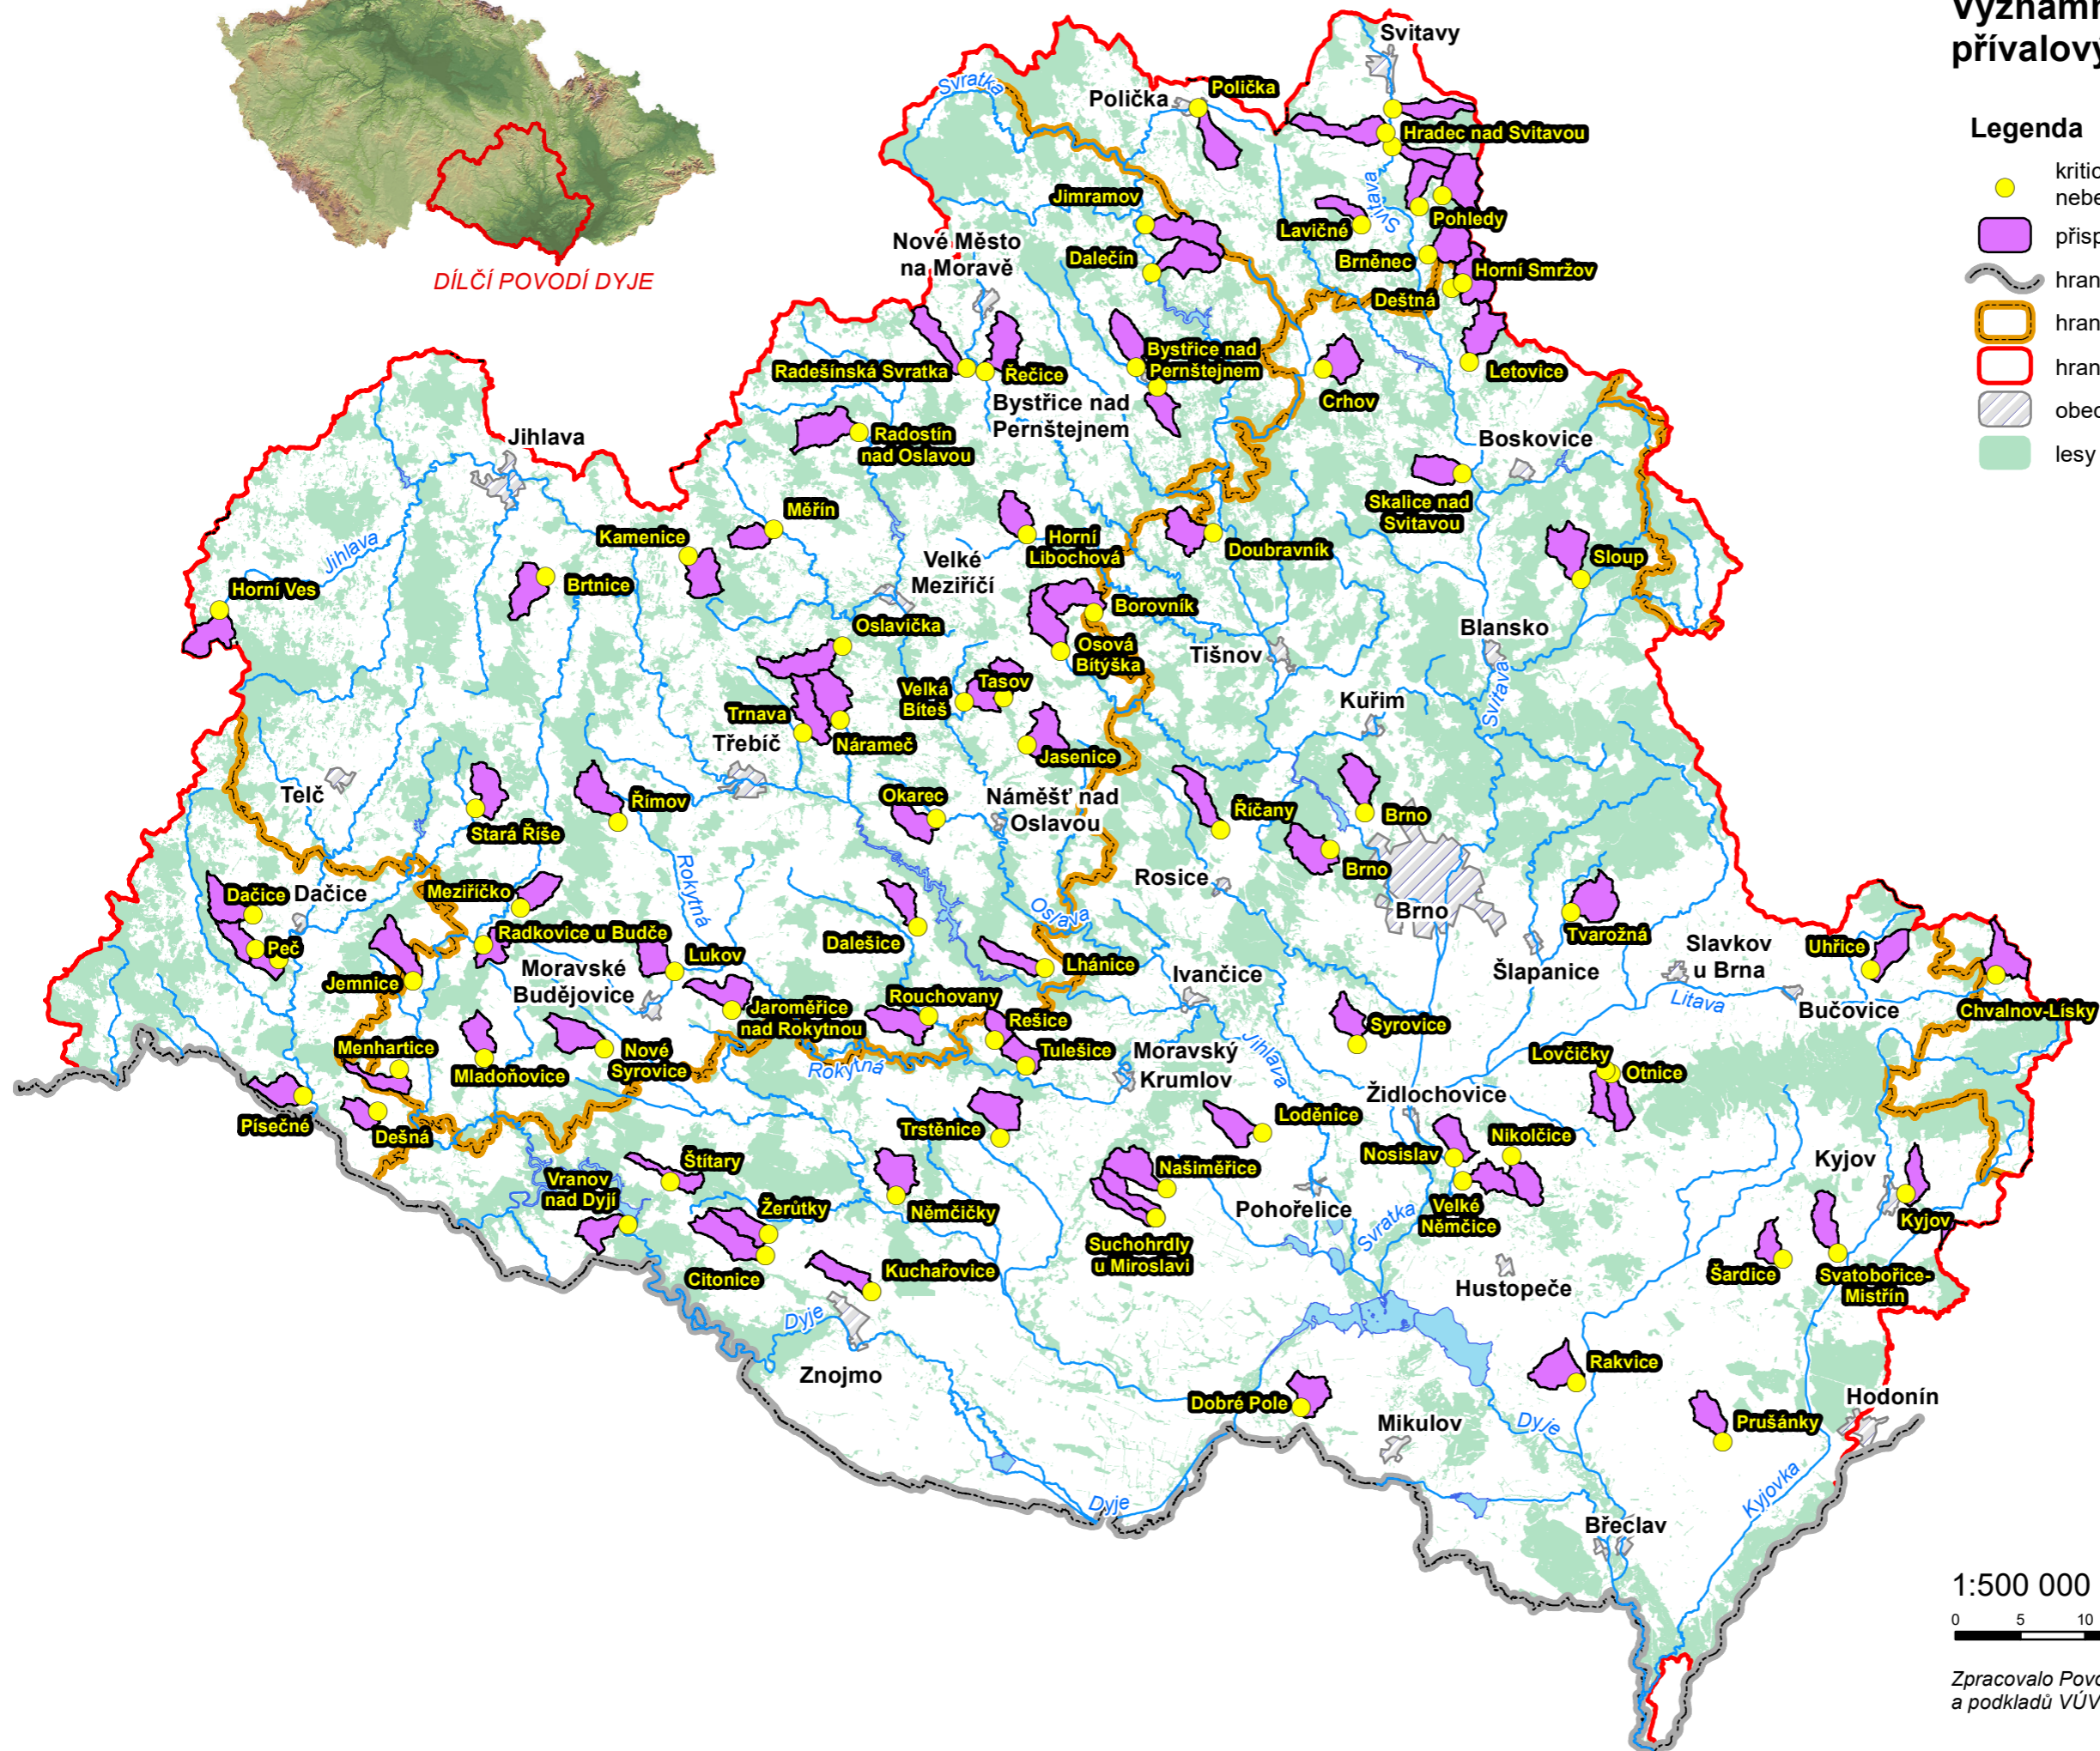 Významn
přívalový
Legenda
kritic
nebe
přisp
hran
hran
hran
obec
lesy
DÍLČÍ POVODÍ DYJE
Svitavy
Svratka
Polička
Polička
Hradec nad Svitavou
Jimramov
Svitava
Pohledy
Lavičné
Nové Město
na Moravě
Dalečín
Brněnec
Horní Smržov
Deštná
Bystřice nad
Pernštejnem
Radešínská Svratka
Řečice
Letovice
Crhov
Bystřice nad
Pernštejnem
Radostín
nad Oslavou
Jihlava
Boskovice
Skalice nad
Svitavou
Měřín
Kamenice
Horní
Libochová
Doubravník
Velké
Meziříčí
Sloup
Jihlava
Horní Ves
Brtnice
Borovník
Oslavička
Blansko
Osová
Bítýška
Tišnov
Velká
Bíteš
Tasov
Svitava
Kuřim
Trnava
Třebíč
Nárameč
Jasenice
Telč
Římov
Stará Říše
Okarec
Náměšť nad
Oslavou
Říčany
Brno
Brno
Rokytná
Rosice
Dačice
Dačice
Meziříčko
Brno
Oslava
Tvarožná
Radkovice u Budče
Peč
Lukov
Dalešice
Uhřice
Slavkov
u Brna
Jemnice
Moravské
Budějovice
Lhánice
Ivančice
Šlapanice
Jaroměřice
nad Rokytnou
Rouchovany
Rešice
Litava
Bučovice
Chvalnov-Lísky
Syrovice
Menhartice
Nové
Syrovice
Mladoňovice
Tulešice
Moravský
Krumlov
Jihlava
Lovčičky
Otnice
Rokytná
Židlochovice
Písečné
Dešná
Trstěnice
Loděnice
Nikolčice
Nosislav
Štítary
Našiměřice
Kyjov
Vranov
nad Dyjí
Žerůtky
Němčičky
Pohořelice
Svratka
Velké
Němčice
Kyjov
Suchohrdly
u Miroslavi
Citonice
Kuchařovice
Šardice
Svatobořice-
Mistřín
Hustopeče
Dyje
Znojmo
Rakvice
Dobré Pole
Mikulov
Dyje
Prušánky
Hodonín
Kyjovka
Dyje
Břeclav
1:500 000
0 5 10
Zpracovalo Povo
a podkladů VÚV